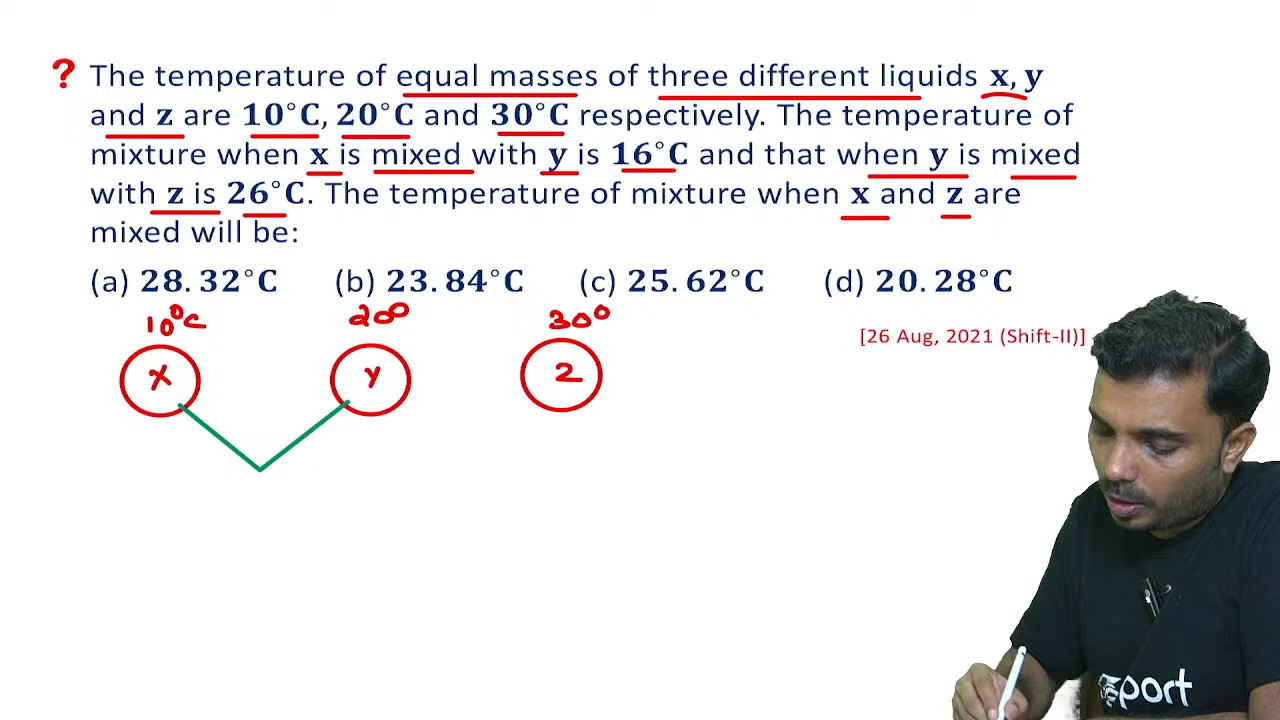 ? The temperature of equal masses of three different liquids x, y
and z are 10°C, 20°C and 30°C respectively. The temperature of
mixture when x is mixed with y is 16°C and that when y is mixed
with z is 26°C. The temperature of mixture when x and z are
mixed will be:
(a) 28.32°C (b) 23.84°C (c) 25.62°C (d) 20.28°C
[26 Aug, 2021 (Shift-II)]
10°C 20° 30°
X Y Z
port